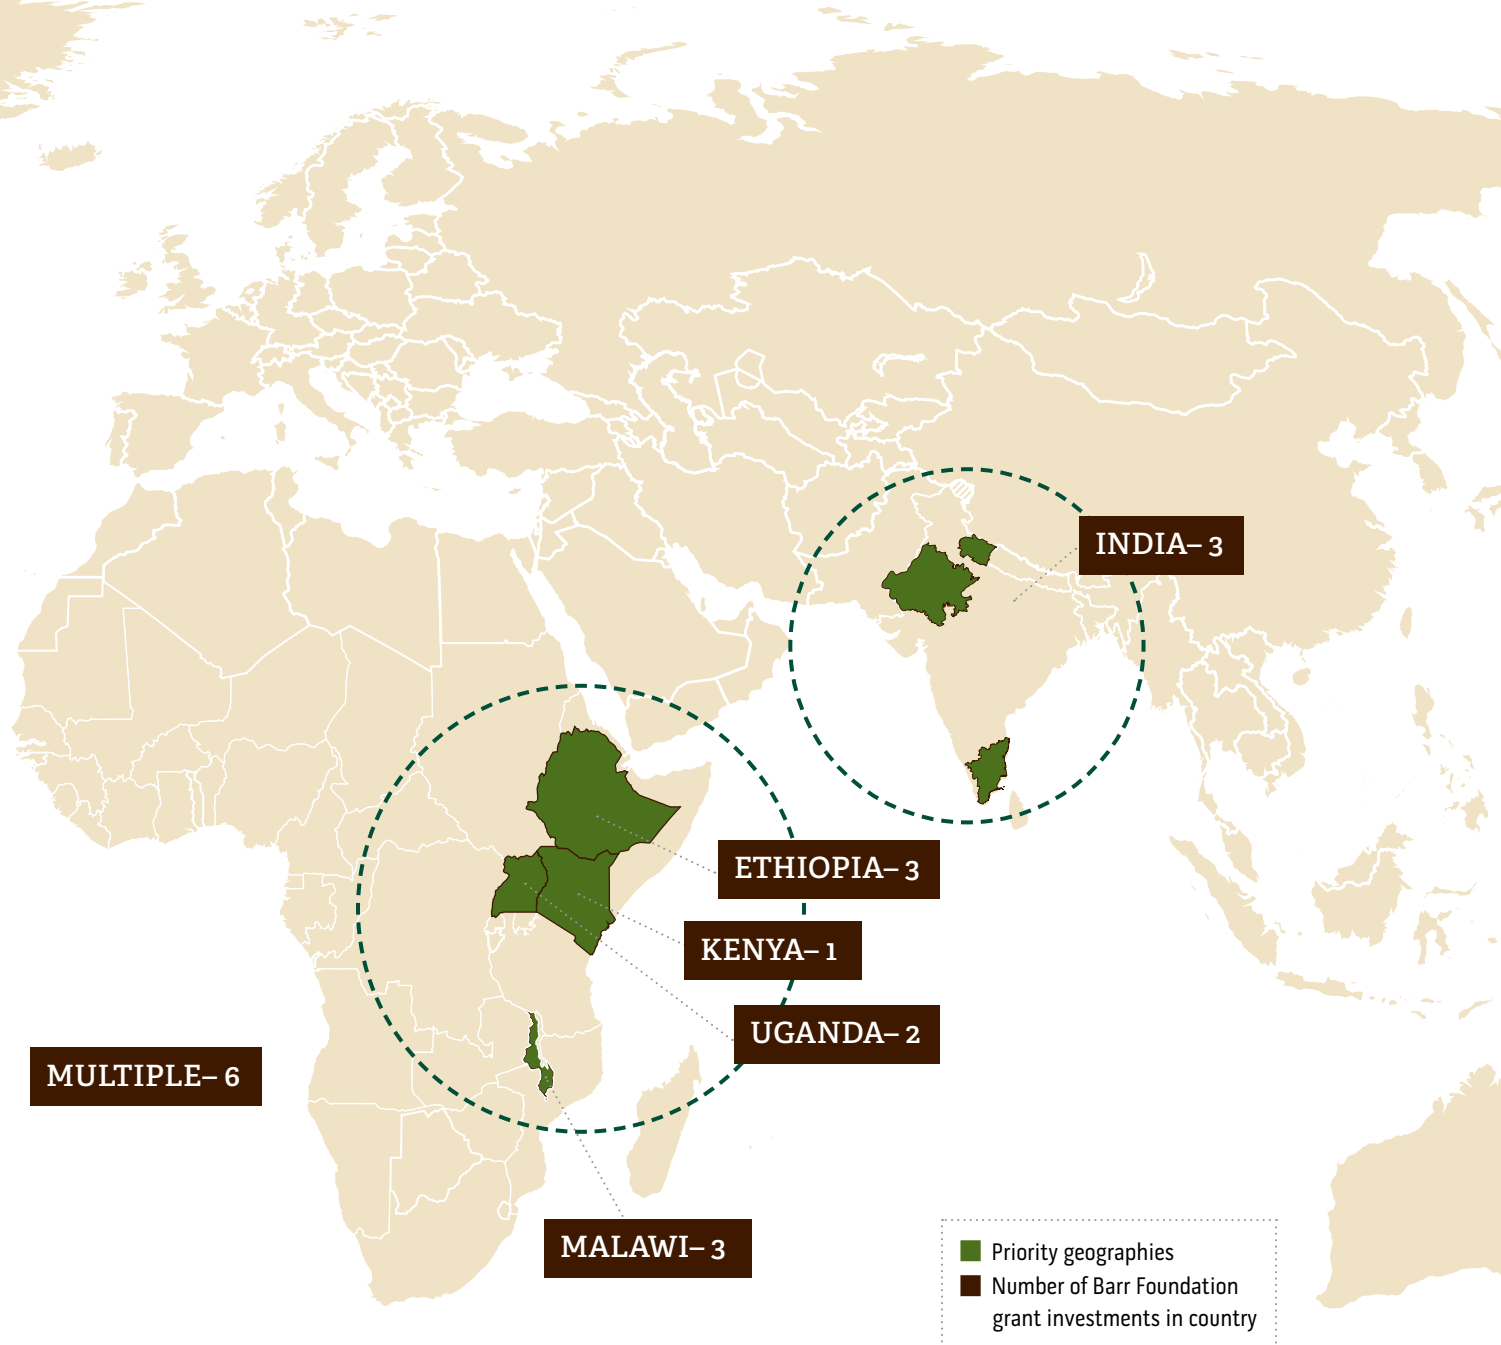 INDIA– 3
ETHIOPIA– 3
KENYA– 1
UGANDA– 2
MULTIPLE– 6
MALAWI– 3
Priority geographies
Number of Barr Foundation
grant investments in country